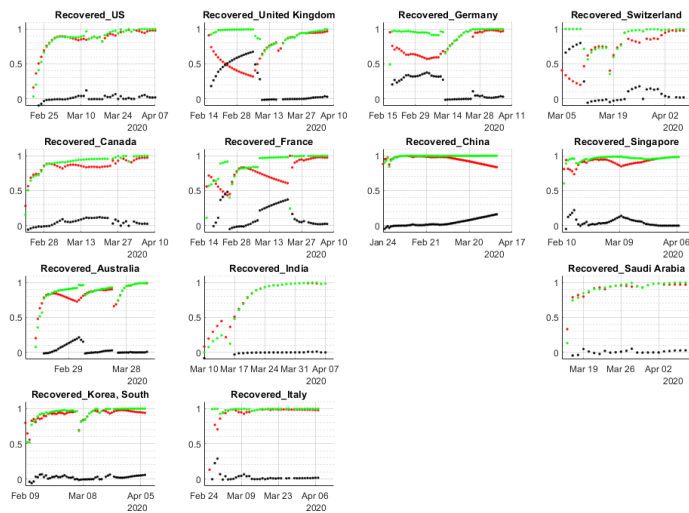 Recovered_US
1
0.5
0
Feb 25 Mar 10 Mar 24 Apr 07
2020
Recovered_United Kingdom
1
0.5
0
Feb 14 Feb 28 Mar 13 Mar 27 Apr 10
2020
Recovered_Germany
1
0.5
0
Feb 15 Feb 29 Mar 14 Mar 28 Apr 11
2020
Recovered_Switzerland
1
0.5
0
Mar 05 Mar 19 Apr 02
2020
Recovered_Canada
1
0.5
0
Feb 28 Mar 13 Mar 27 Apr 10
2020
Recovered_France
1
0.5
0
Feb 14 Feb 28 Mar 13 Mar 27 Apr 10
2020
Recovered_China
1
0.5
0
Jan 24 Feb 21 Mar 20 Apr 17
2020
Recovered_Singapore
1
0.5
0
Feb 10 Mar 09 Apr 06
2020
Recovered_Australia
1
0.5
0
Feb 29 Mar 28
2020
Recovered_India
1
0.5
0
Mar 10 Mar 17 Mar 24 Mar 31 Apr 07
2020
Recovered_Saudi Arabia
1
0.5
0
Mar 19 Mar 26 Apr 02
2020
Recovered_Korea, South
1
0.5
0
Feb 09 Mar 08 Apr 05
2020
Recovered_Italy
1
0.5
0
Feb 24 Mar 09 Mar 23 Apr 06
2020